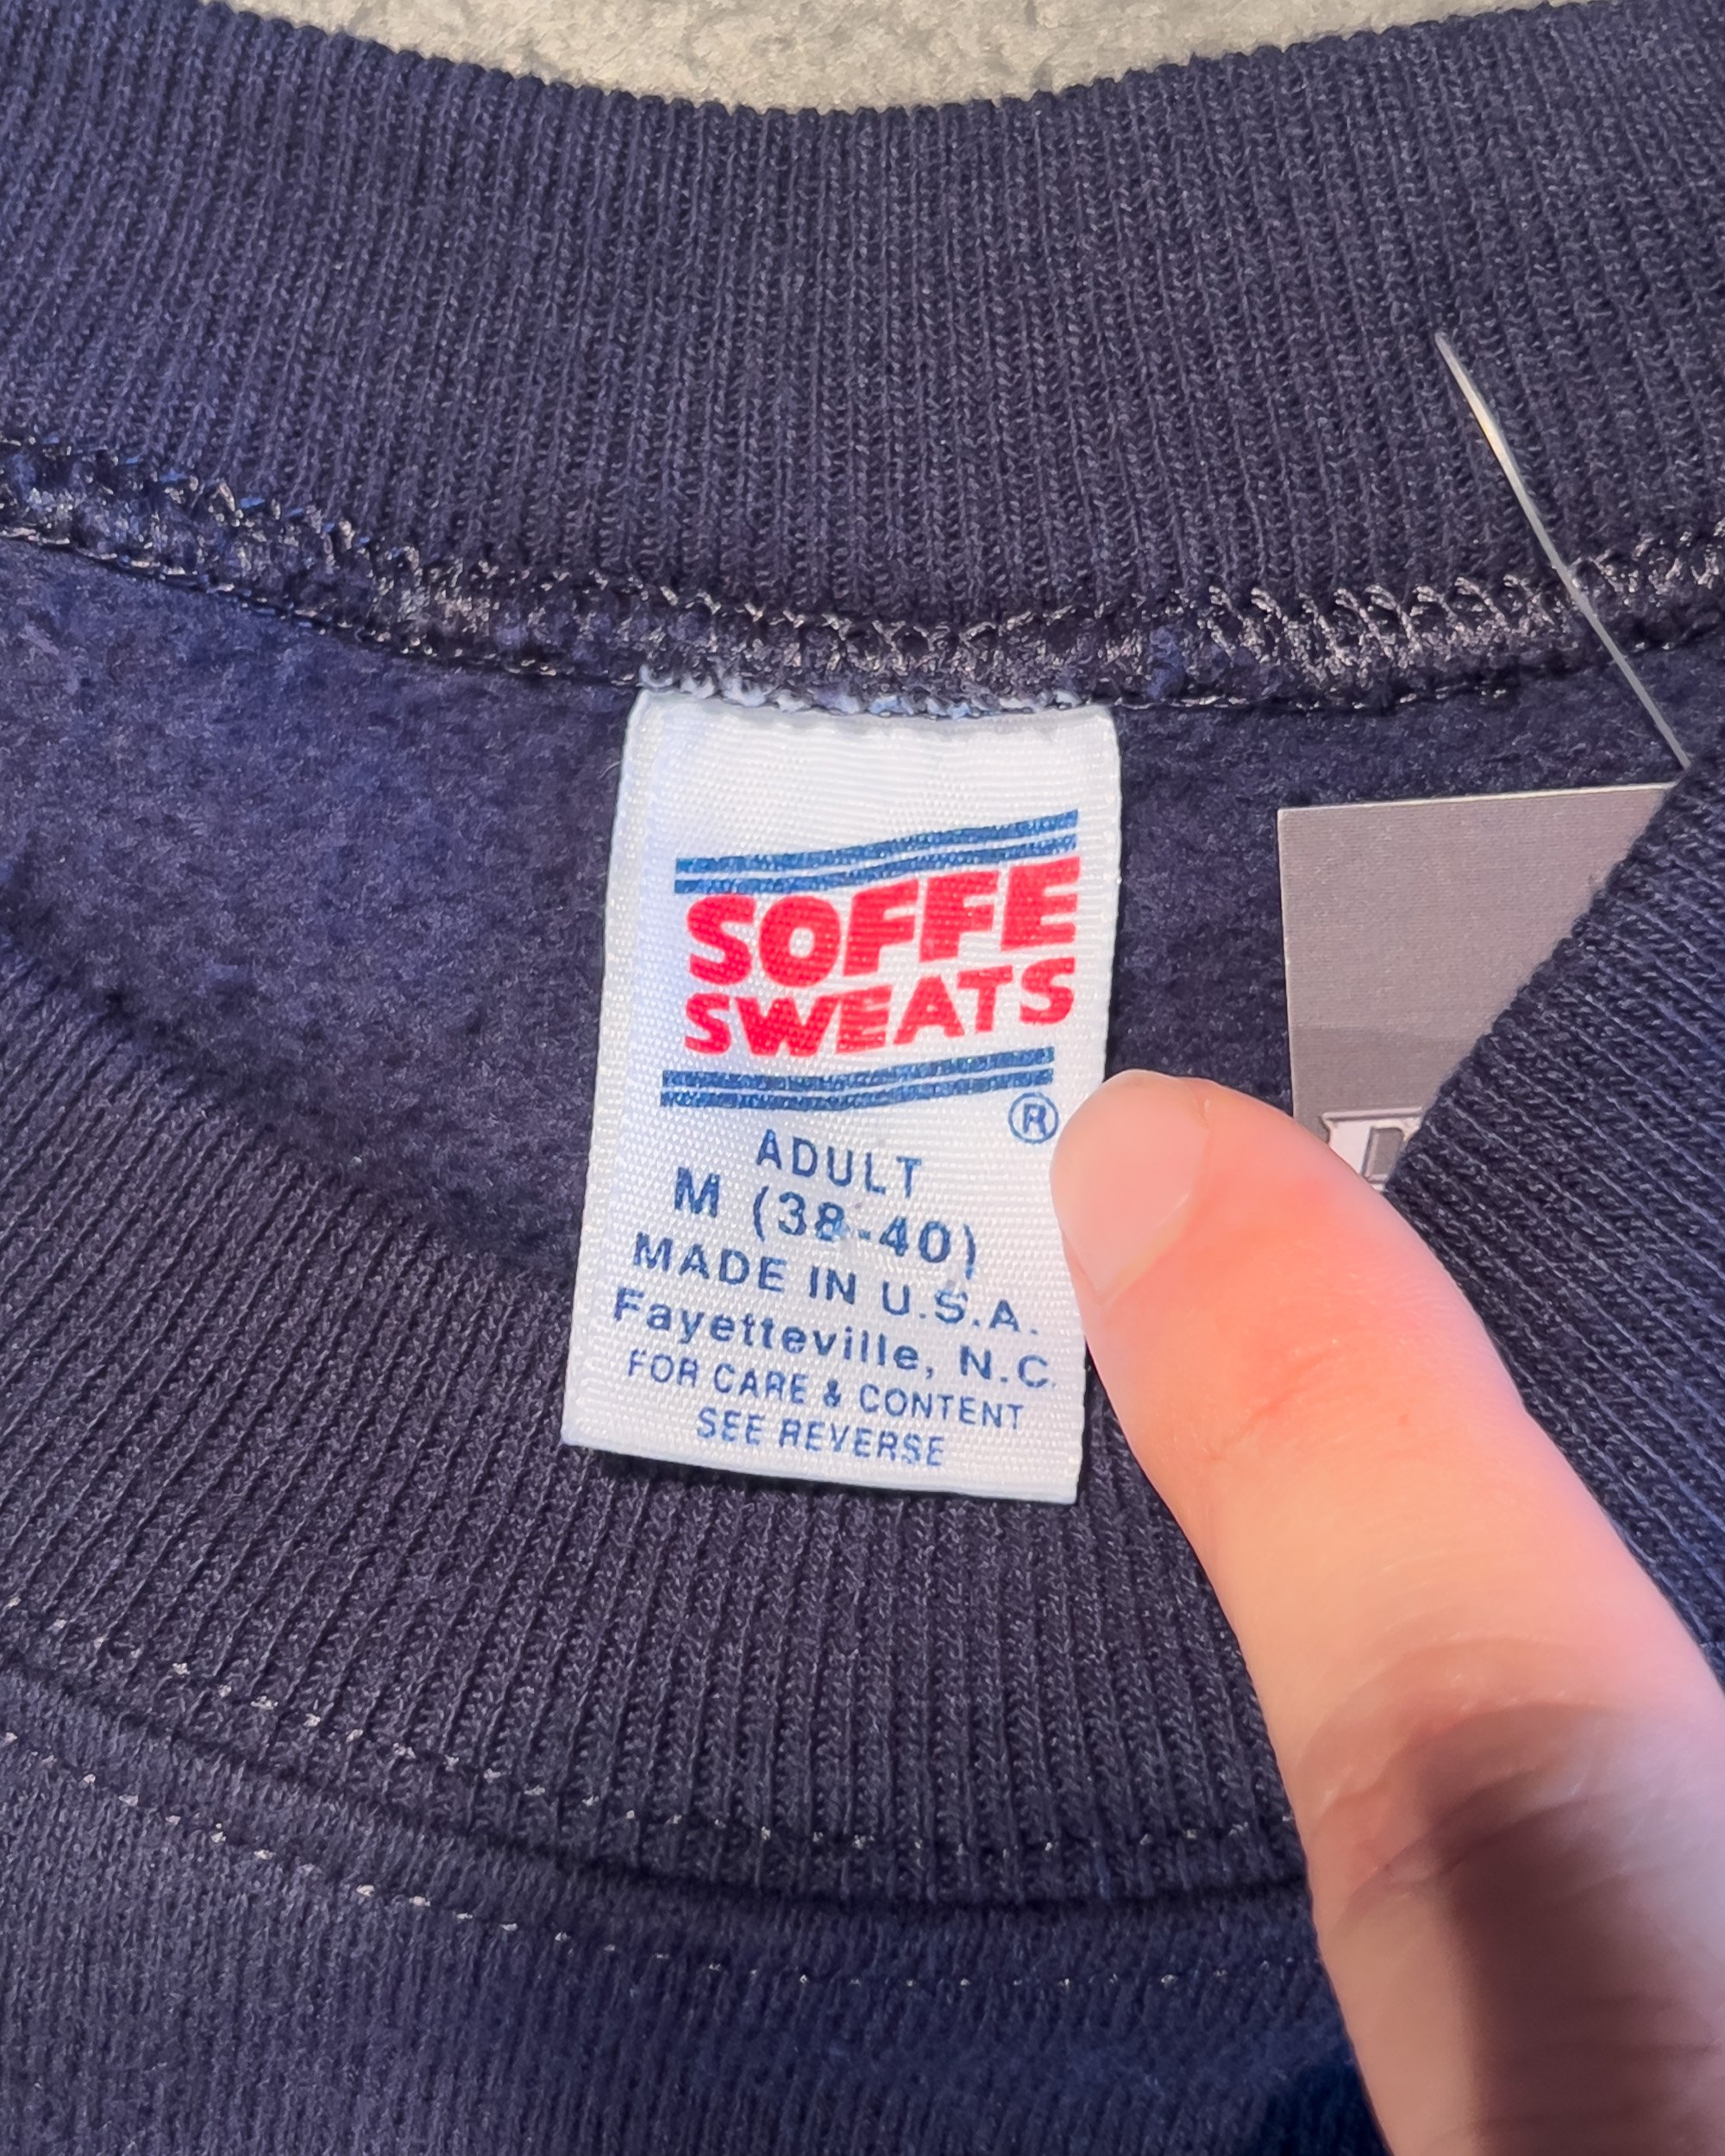 SOFFE
SWEATS
®
ADULT
M (38-40)
MADE IN U.S.A.
Fayetteville, N.C.
FOR CARE & CONTENT
SEE REVERSE